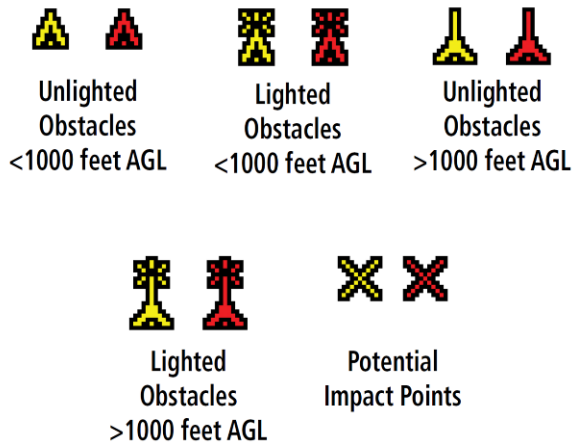 Unlighted
Obstacles
<1000 feet AGL
Lighted
Obstacles
<1000 feet AGL
Unlighted
Obstacles
>1000 feet AGL
Lighted
Obstacles
>1000 feet AGL
Potential
Impact Points